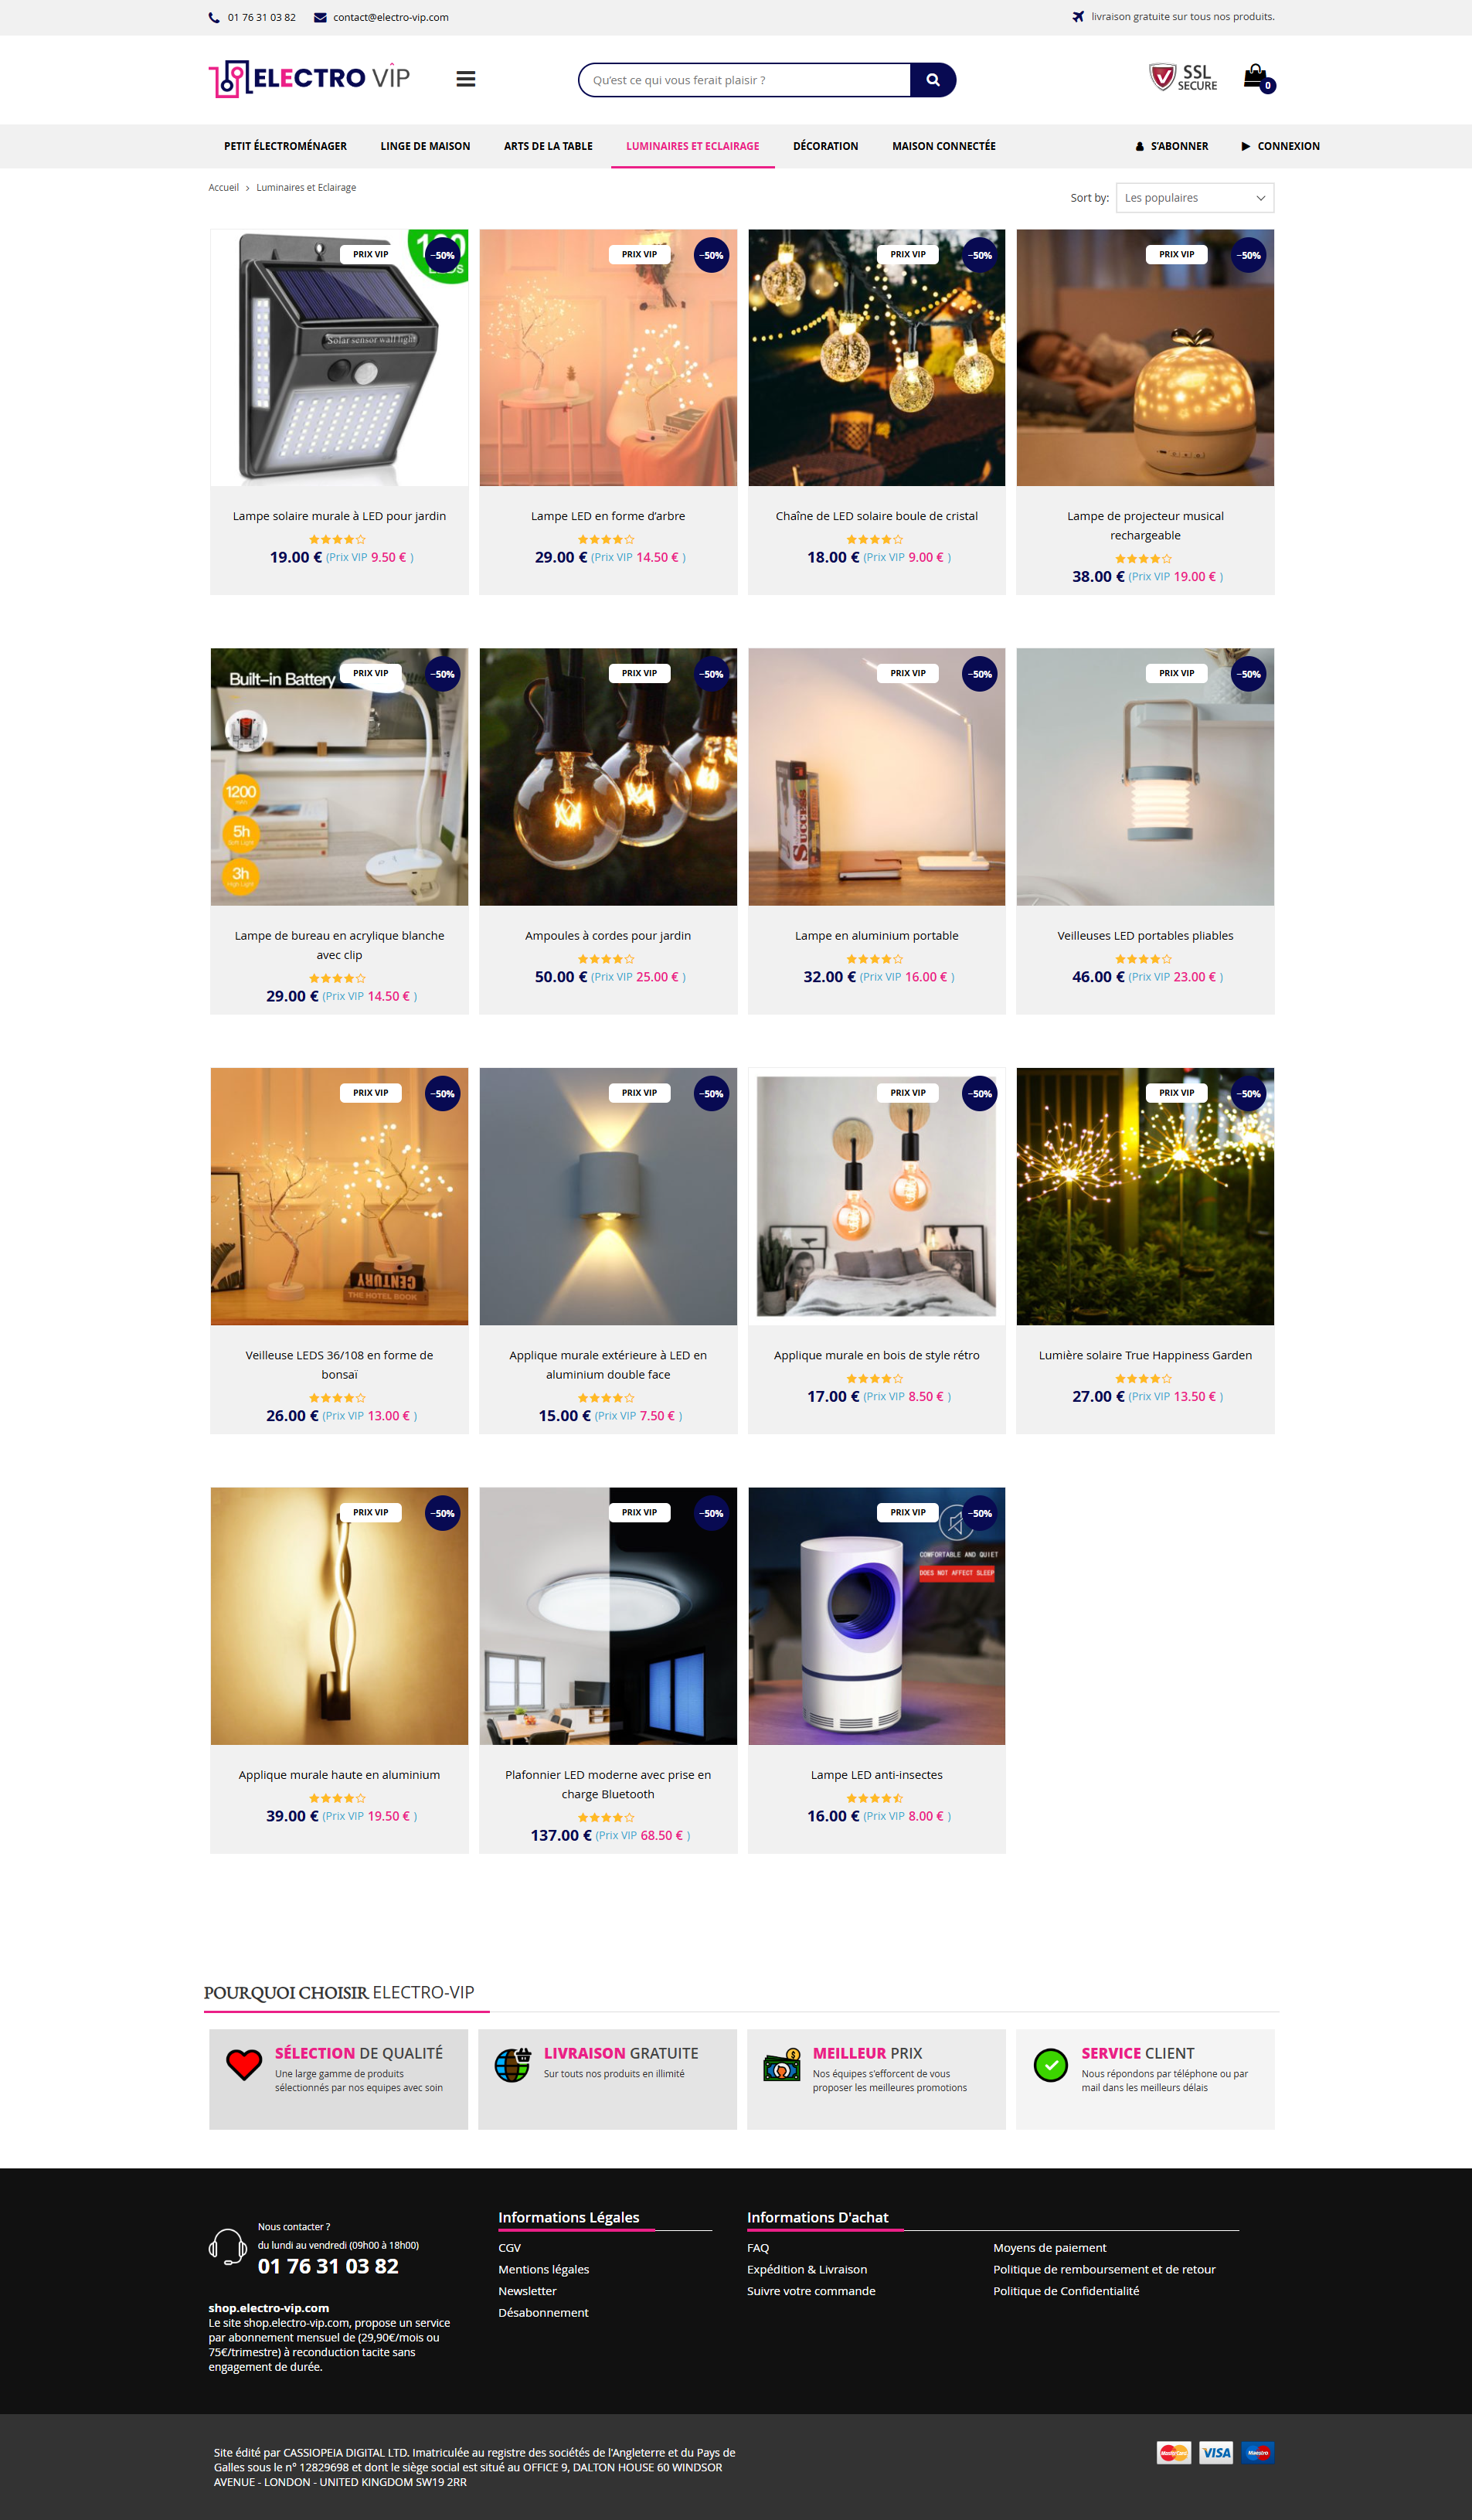 01 76 31 03 82 contact@electro-vip.com livraison gratuite sur tous nos produits.
ELECTRO VIP
Qu'est ce qui vous ferait plaisir ?
SSL SECURE
0
PETIT ÉLECTROMÉNAGER LINGE DE MAISON ARTS DE LA TABLE LUMINAIRES ET ECLAIRAGE DÉCORATION MAISON CONNECTÉE S'ABONNER CONNEXION
Accueil › Luminaires et Eclairage
Sort by: Les populaires
PRIX VIP -50% PRIX VIP -50% PRIX VIP -50% PRIX VIP -50%
Solar sensor wall light
Lampe solaire murale à LED pour jardin
19.00 € (Prix VIP 9.50 € )
Lampe LED en forme d'arbre
29.00 € (Prix VIP 14.50 € )
Chaîne de LED solaire boule de cristal
18.00 € (Prix VIP 9.00 € )
Lampe de projecteur musical
rechargeable
38.00 € (Prix VIP 19.00 € )
PRIX VIP -50% PRIX VIP -50% PRIX VIP -50% PRIX VIP -50%
Built-in Battery
1200
5h
3h
SUCCESS
Lampe de bureau en acrylique blanche
avec clip
29.00 € (Prix VIP 14.50 € )
Ampoules à cordes pour jardin
50.00 € (Prix VIP 25.00 € )
Lampe en aluminium portable
32.00 € (Prix VIP 16.00 € )
Veilleuses LED portables pliables
46.00 € (Prix VIP 23.00 € )
PRIX VIP -50% PRIX VIP -50% PRIX VIP -50% PRIX VIP -50%
CENTURY
THE HOTEL BOOK
Veilleuse LEDS 36/108 en forme de
bonsaï
26.00 € (Prix VIP 13.00 € )
Applique murale extérieure à LED en
aluminium double face
15.00 € (Prix VIP 7.50 € )
Applique murale en bois de style rétro
17.00 € (Prix VIP 8.50 € )
Lumière solaire True Happiness Garden
27.00 € (Prix VIP 13.50 € )
PRIX VIP -50% PRIX VIP -50% PRIX VIP -50%
COMFORTABLE AND QUIET
DOES NOT AFFECT SLEEP
Applique murale haute en aluminium
39.00 € (Prix VIP 19.50 € )
Plafonnier LED moderne avec prise en
charge Bluetooth
137.00 € (Prix VIP 68.50 € )
Lampe LED anti-insectes
16.00 € (Prix VIP 8.00 € )
POURQUOI CHOISIR ELECTRO-VIP
SÉLECTION DE QUALITÉ
Une large gamme de produits
sélectionnés par nos equipes avec soin
LIVRAISON GRATUITE
Sur touts nos produits en illimité
MEILLEUR PRIX
Nos équipes s'efforcent de vous
proposer les meilleures promotions
SERVICE CLIENT
Nous répondons par téléphone ou par
mail dans les meilleurs délais
Nous contacter ?
du lundi au vendredi (09h00 à 18h00)
01 76 31 03 82
shop.electro-vip.com
Le site shop.electro-vip.com, propose un service
par abonnement mensuel de (29,90€/mois ou
75€/trimestre) à reconduction tacite sans
engagement de durée.
Informations Légales
CGV
Mentions légales
Newsletter
Désabonnement
Informations D'achat
FAQ
Expédition & Livraison
Suivre votre commande
Moyens de paiement
Politique de remboursement et de retour
Politique de Confidentialité
Site édité par CASSIOPEIA DIGITAL LTD. Imatriculée au registre des sociétés de l'Angleterre et du Pays de
Galles sous le n° 12829698 et dont le siège social est situé au OFFICE 9, DALTON HOUSE 60 WINDSOR
AVENUE - LONDON - UNITED KINGDOM SW19 2RR
MasterCard VISA Maestro